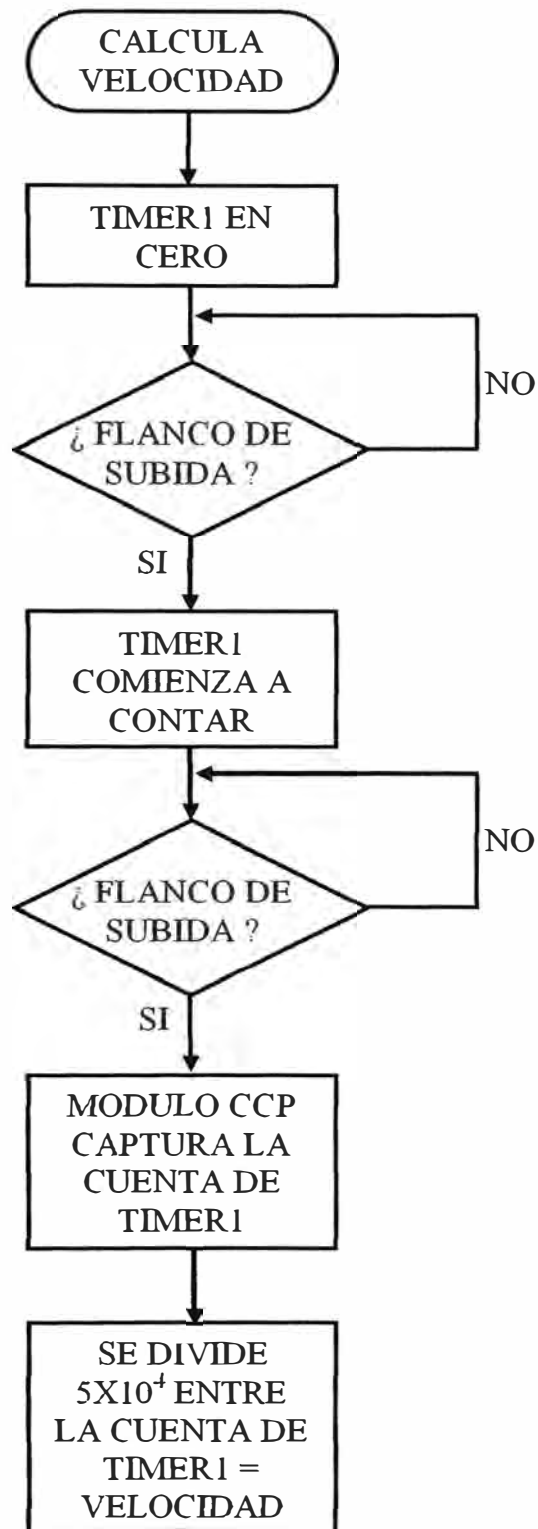 CALCULA
VELOCIDAD
TIMER1 EN
CERO
NO
¿ FLANCO DE
SUBIDA ?
SI
TIMER1
COMIENZA A
CONTAR
NO
¿ FLANCO DE
SUBIDA ?
SI
MODULO CCP
CAPTURA LA
CUENTA DE
TIMER1
SE DIVIDE
5X10⁴ ENTRE
LA CUENTA DE
TIMER1 =
VELOCIDAD